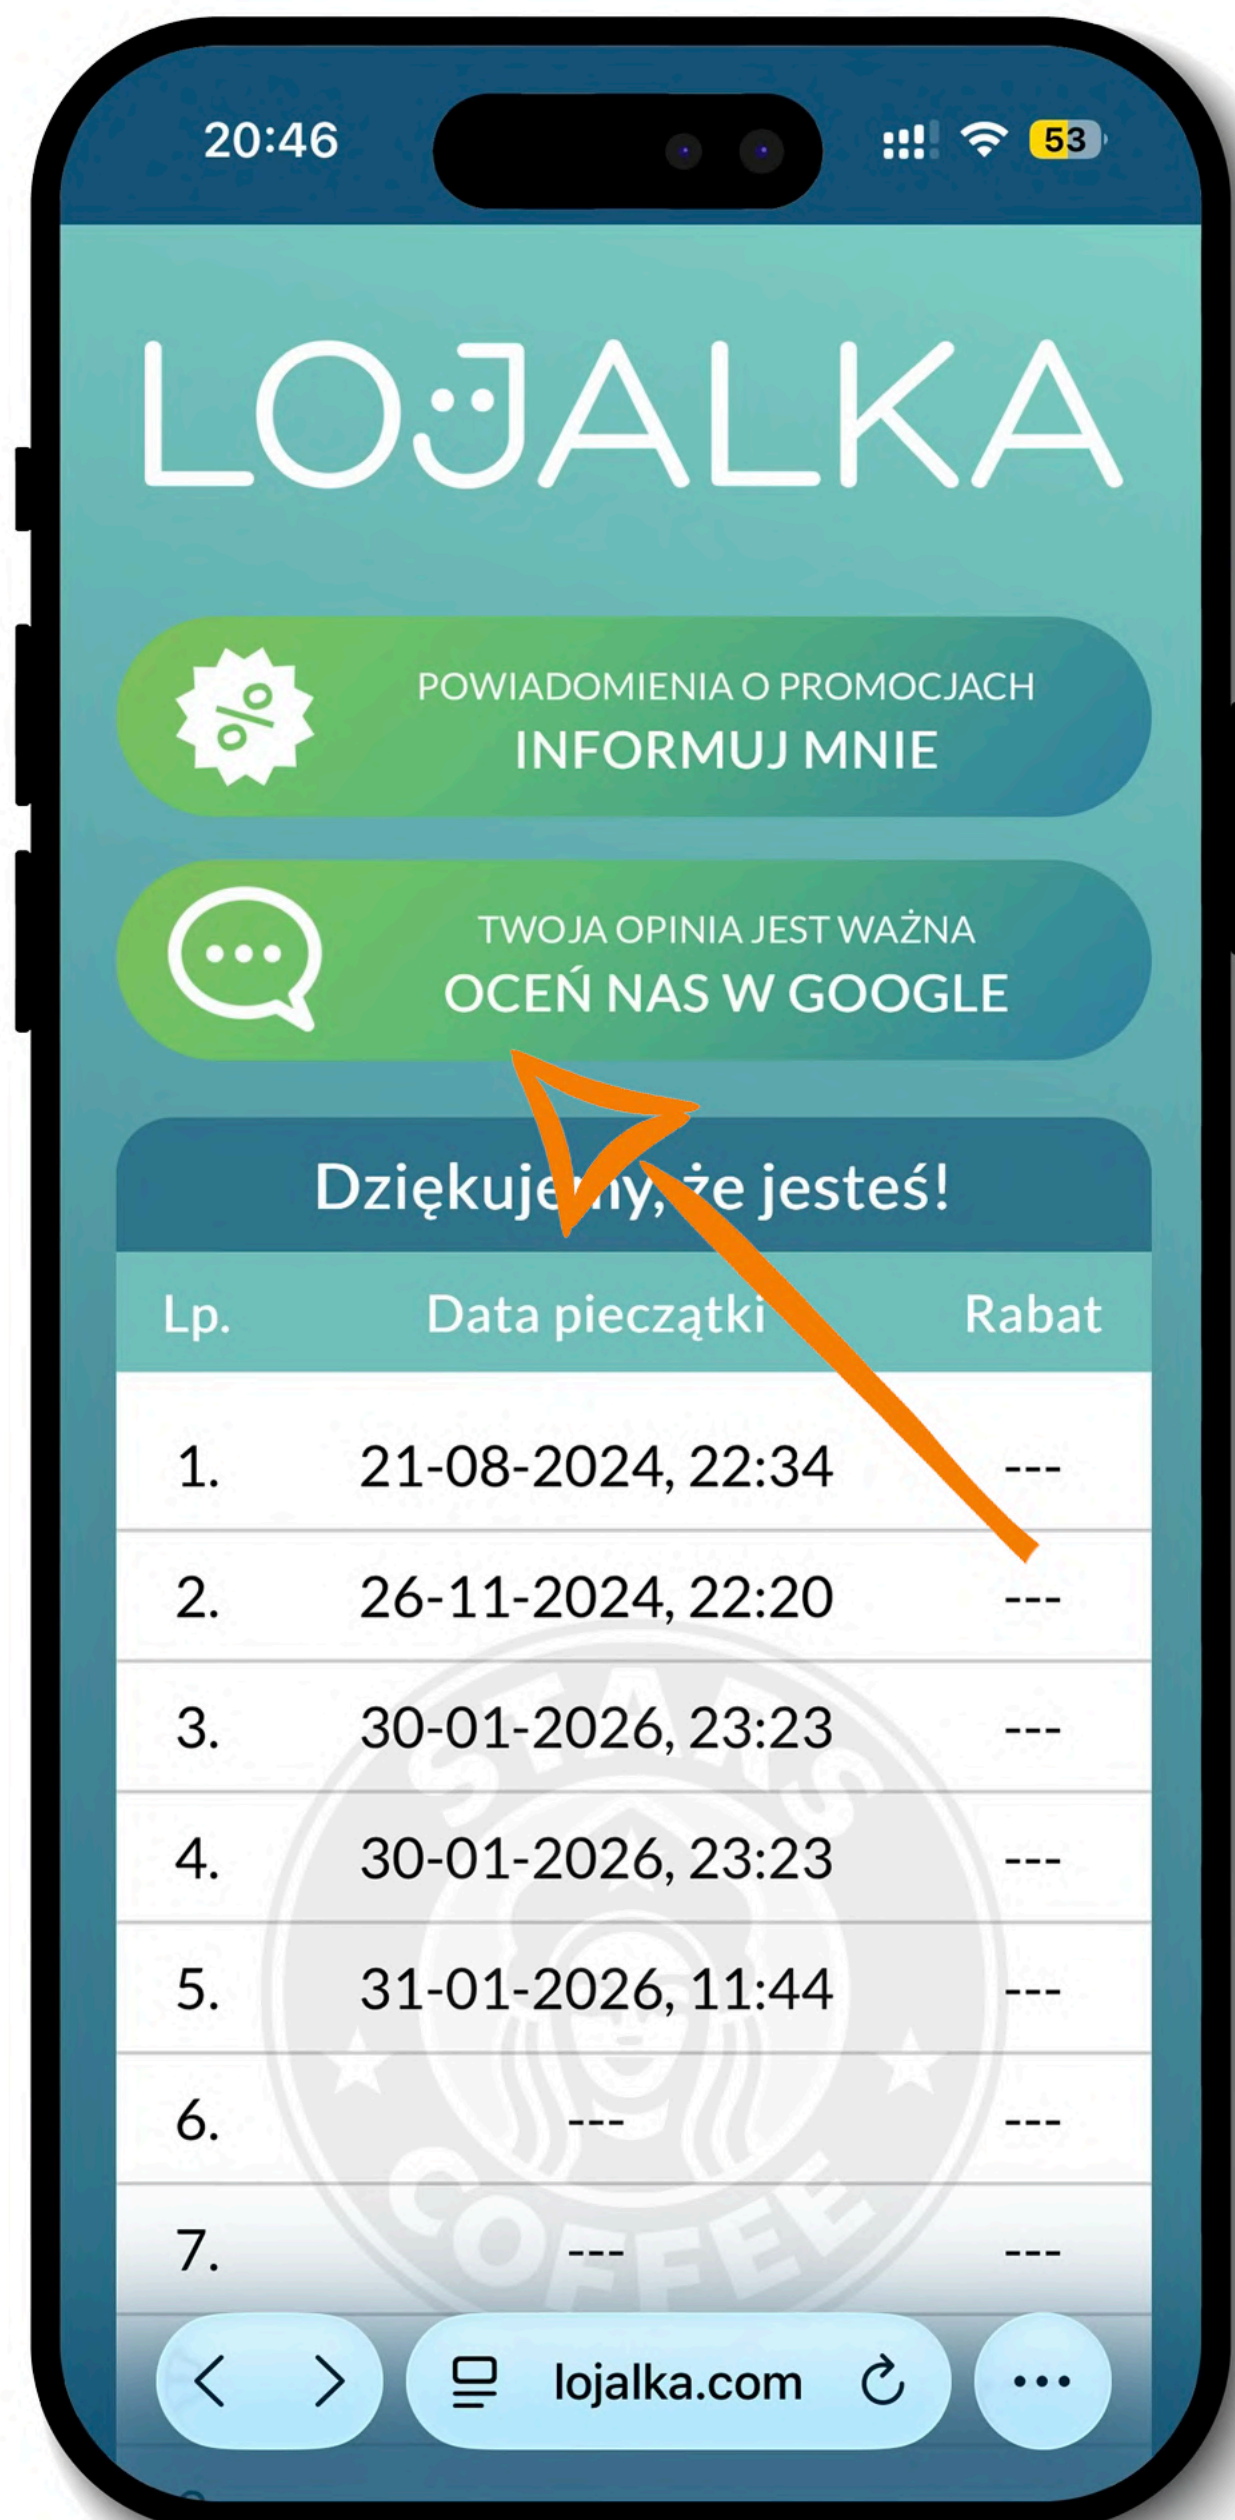 20:46
53
LOJALKA
POWIADOMIENIA O PROMOCJACH
INFORMUJ MNIE
TWOJA OPINIA JEST WAŻNA
OCEŃ NAS W GOOGLE
Dziękujemy, że jesteś!
Lp. Data pieczątki Rabat
1. 21-08-2024, 22:34 ---
2. 26-11-2024, 22:20 ---
3. 30-01-2026, 23:23 ---
4. 30-01-2026, 23:23 ---
5. 31-01-2026, 11:44 ---
6. --- ---
7. --- ---
STARS
COFFEE
lojalka.com